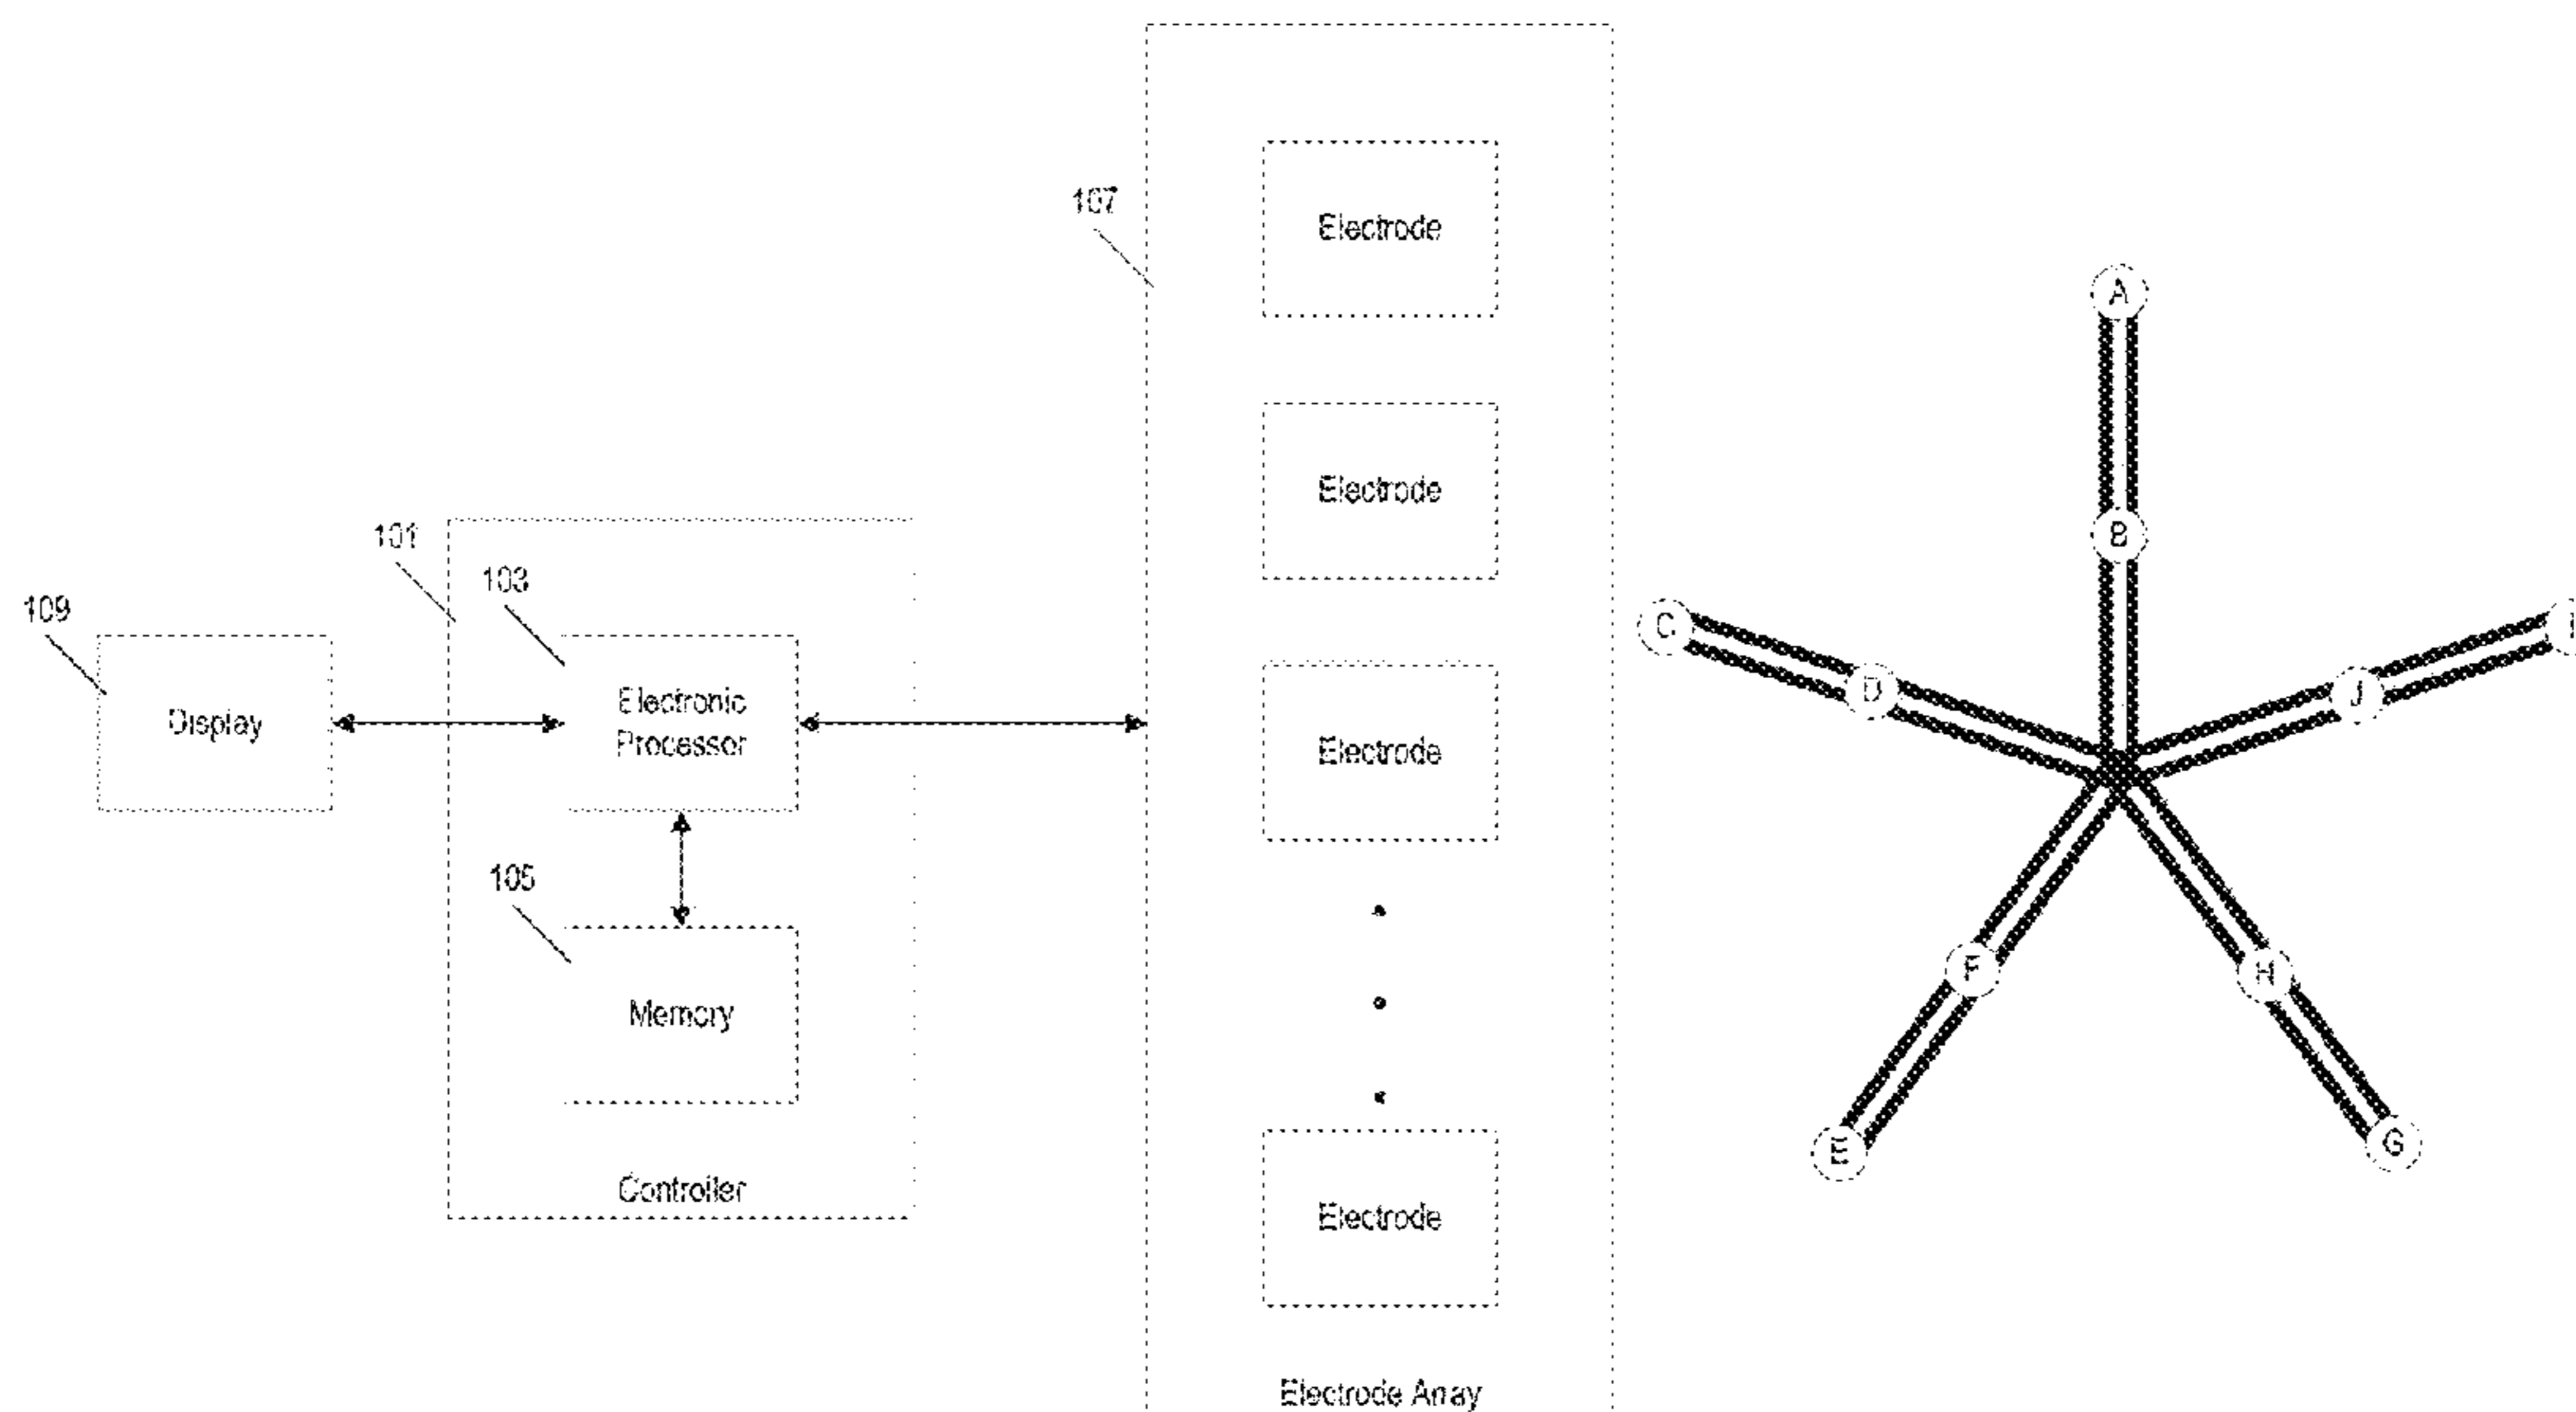 107
Electrode
A
Electrode
B
101
103
109
C
I
Display
Electronic
Processor
Electrode
D
J
105
Memory
F
H
E
G
Controller
Electrode
Electrode Array